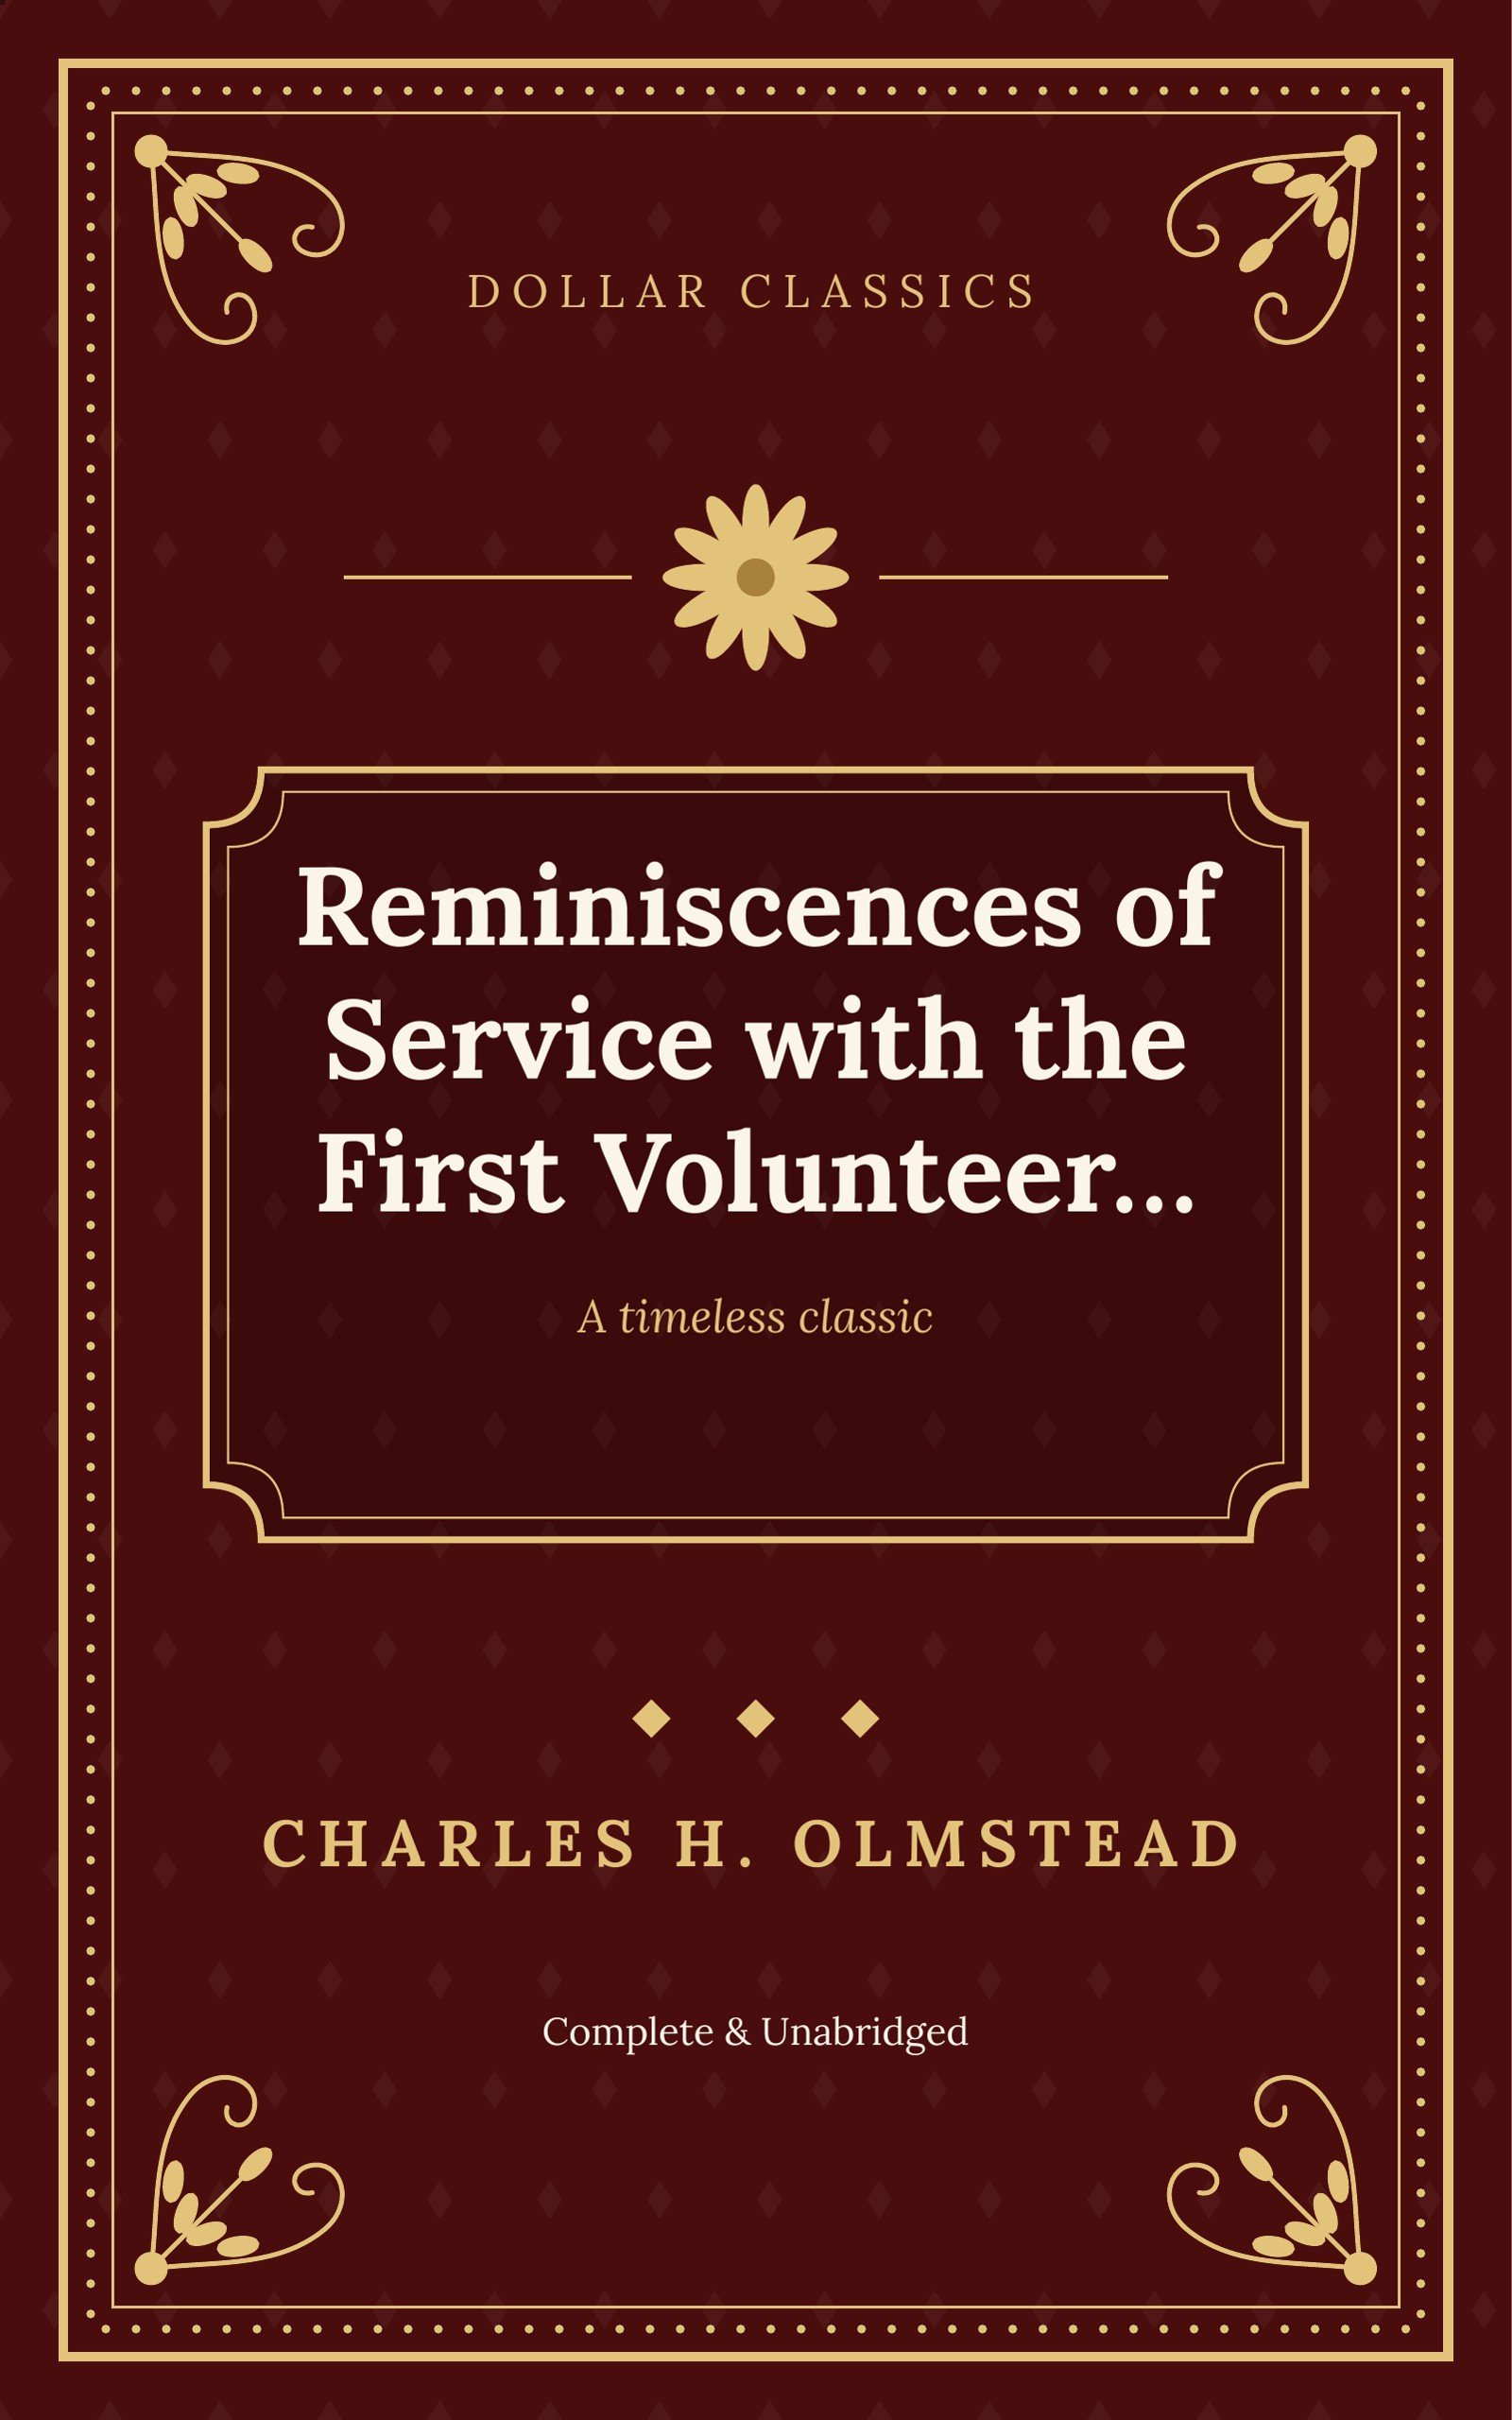 DOLLAR CLASSICS
Reminiscences of
Service with the
First Volunteer...
A timeless classic
CHARLES H. OLMSTEAD
Complete & Unabridged